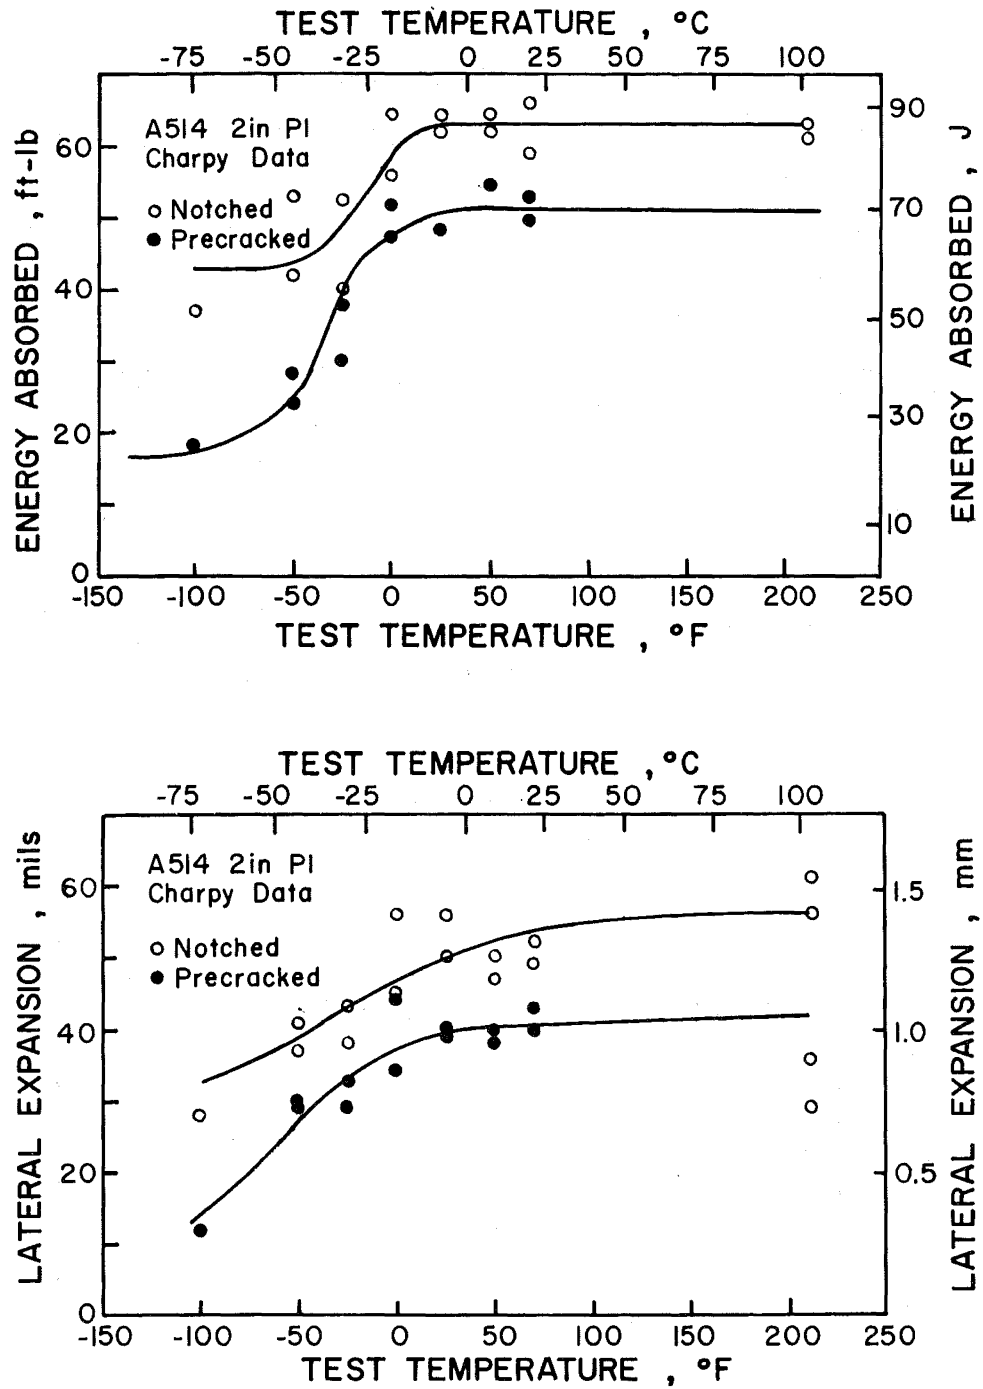 TEST TEMPERATURE , °C
-75 -50 -25 0 25 50 75 100
A514 2in Pl
Charpy Data
○ Notched
● Precracked
ENERGY ABSORBED , ft-lb
60
40
20
0
90
70
50
30
10
ENERGY ABSORBED , J
-150 -100 -50 0 50 100 150 200 250
TEST TEMPERATURE , °F
TEST TEMPERATURE , °C
-75 -50 -25 0 25 50 75 100
A514 2in Pl
Charpy Data
○ Notched
● Precracked
LATERAL EXPANSION , mils
60
40
20
0
1.5
1.0
0.5
LATERAL EXPANSION , mm
-150 -100 -50 0 50 100 150 200 250
TEST TEMPERATURE , °F